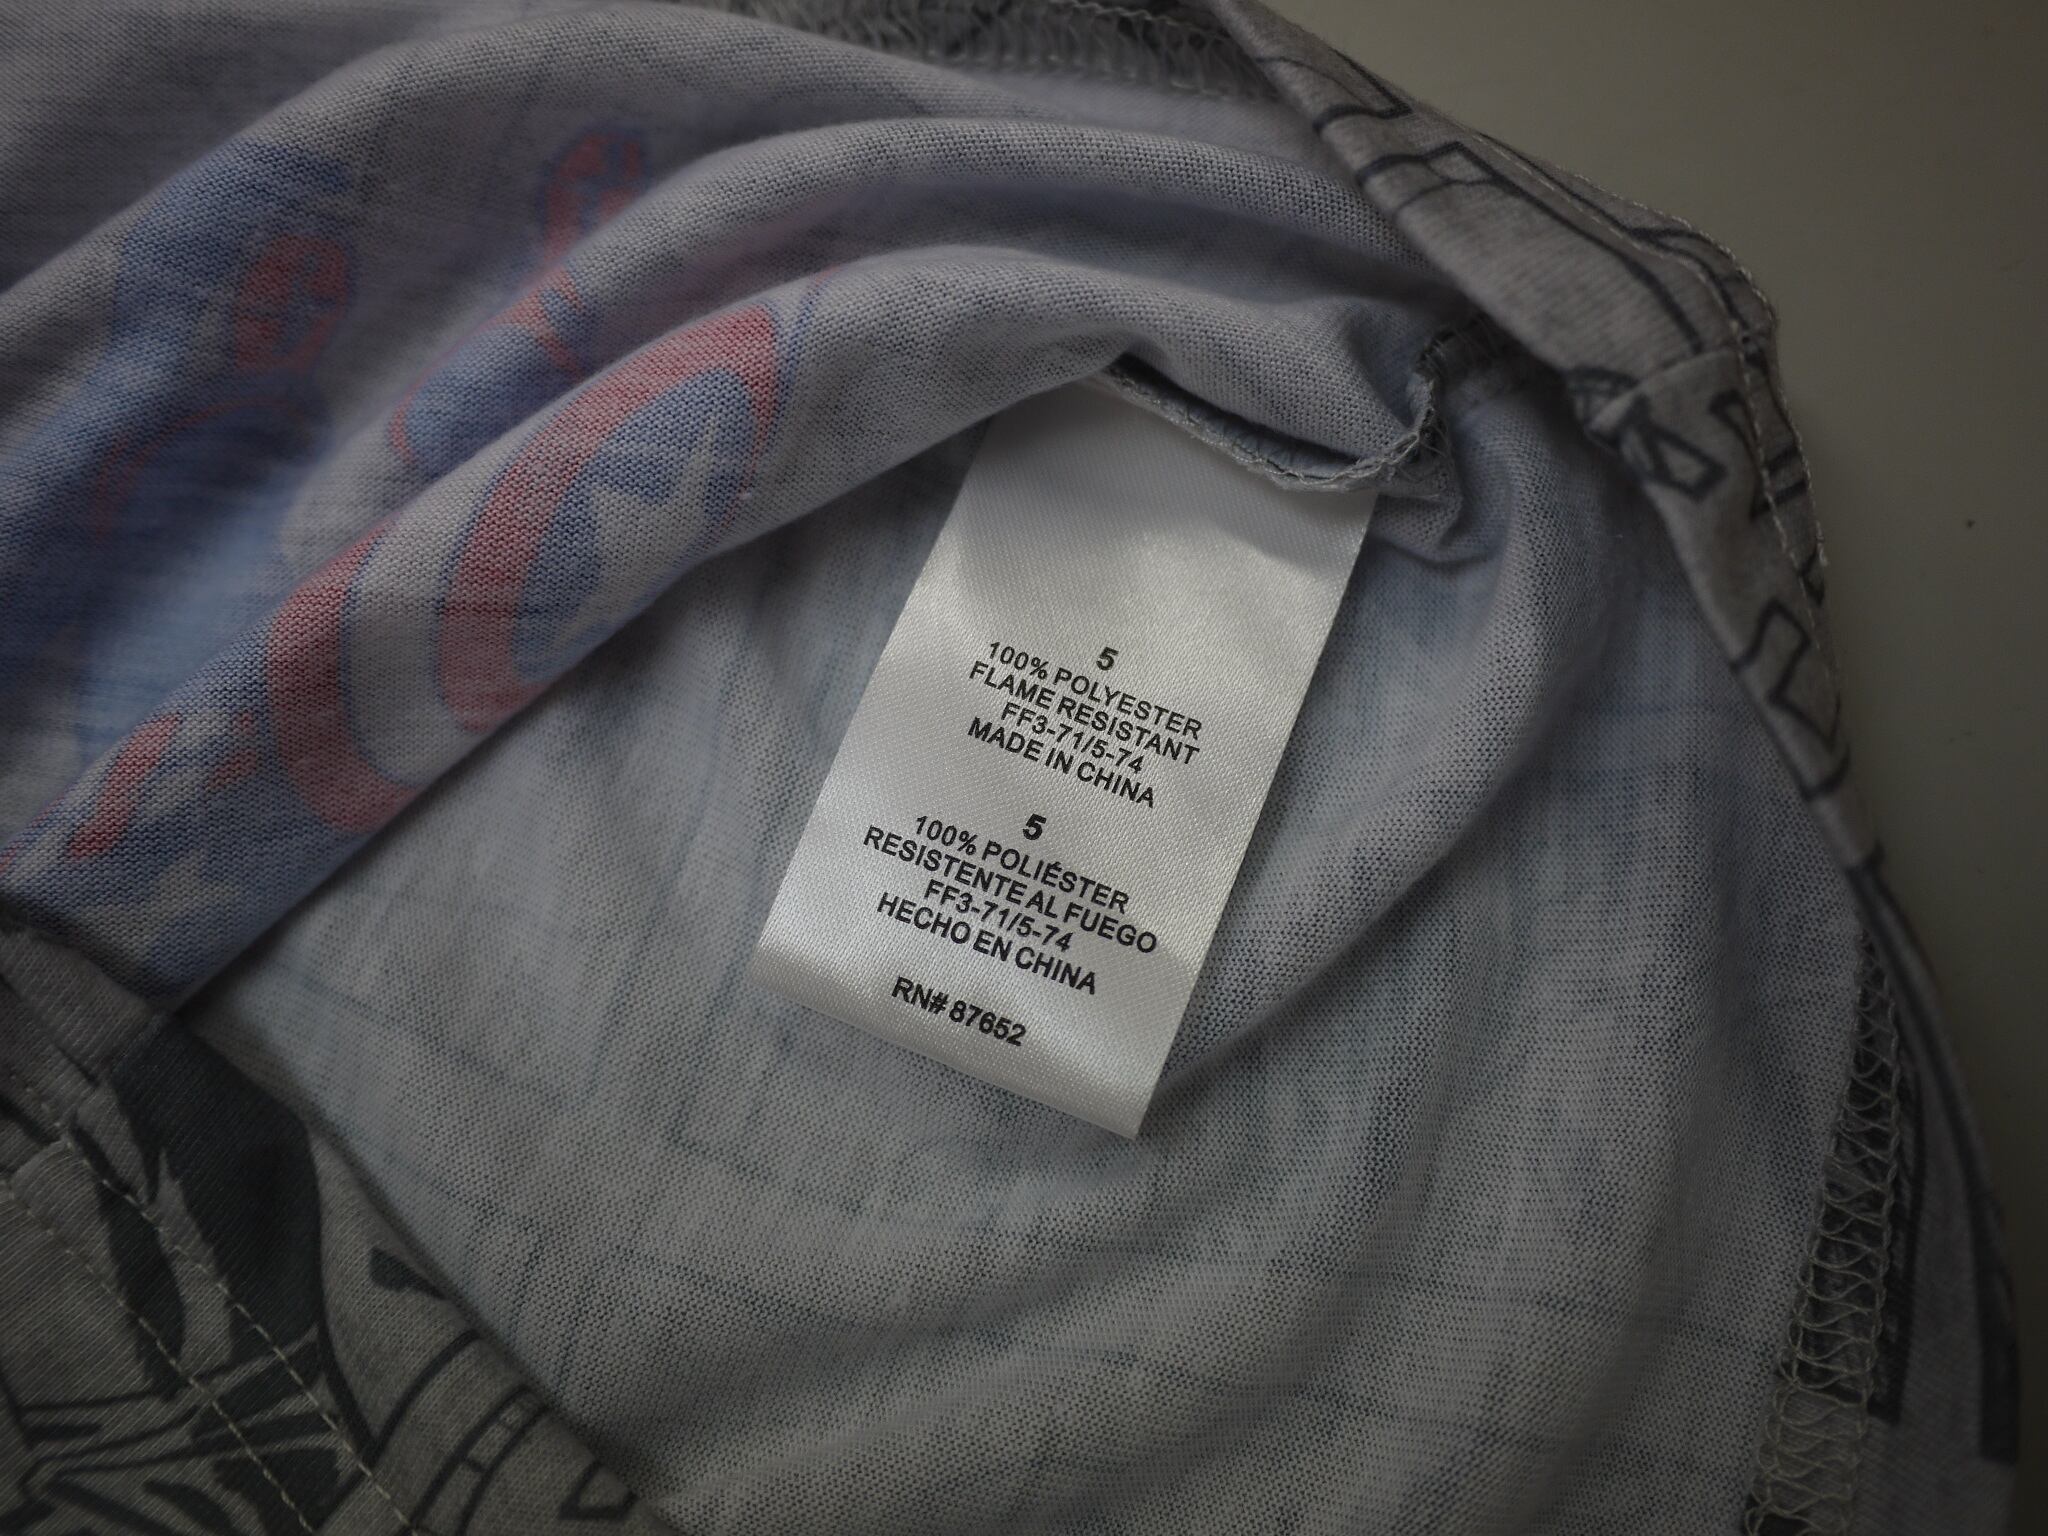 5
100% POLYESTER
FLAME RESISTANT
FF3-71/5-74
MADE IN CHINA
5
100% POLIÉSTER
RESISTENTE AL FUEGO
FF3-71/5-74
HECHO EN CHINA
RN# 87652